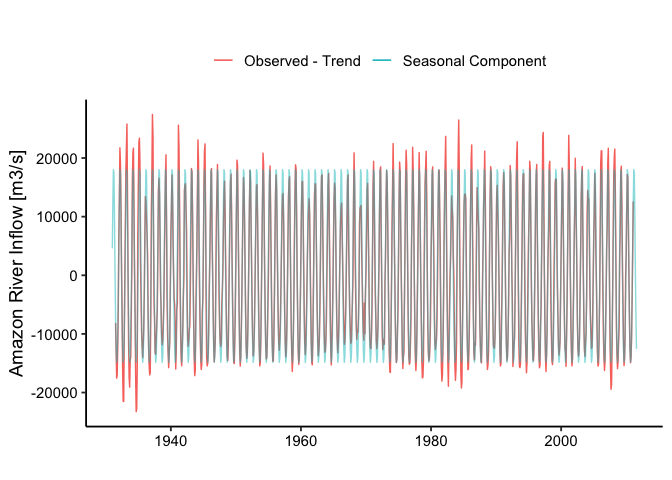 Observed - Trend Seasonal Component
Amazon River Inflow [m3/s]
20000
10000
0
-10000
-20000
1940 1960 1980 2000